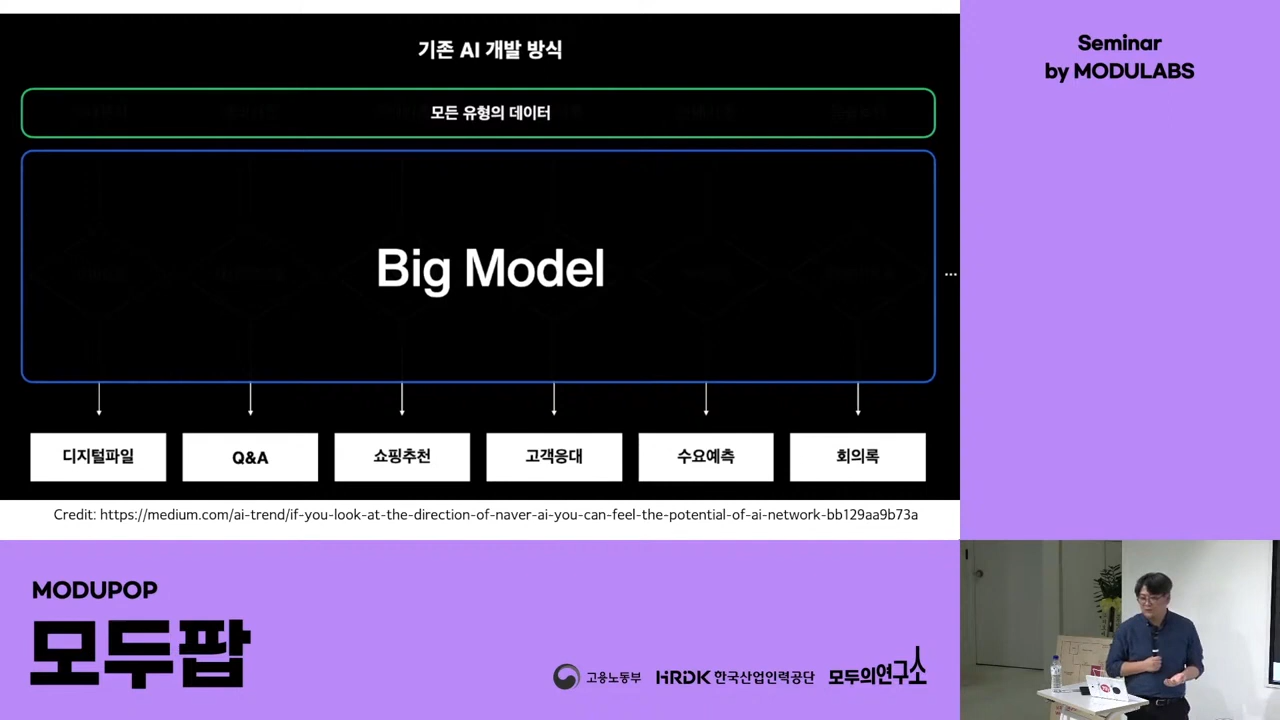 기존 AI 개발 방식
모든 유형의 데이터
Big Model
...
디지털파일
Q&A
쇼핑추천
고객응대
수요예측
회의록
Credit: https://medium.com/ai-trend/if-you-look-at-the-direction-of-naver-ai-you-can-feel-the-potential-of-ai-network-bb129aa9b73a
Seminar
by MODULABS
MODUPOP
모두팝
고용노동부
HRDK 한국산업인력공단
모두의연구소